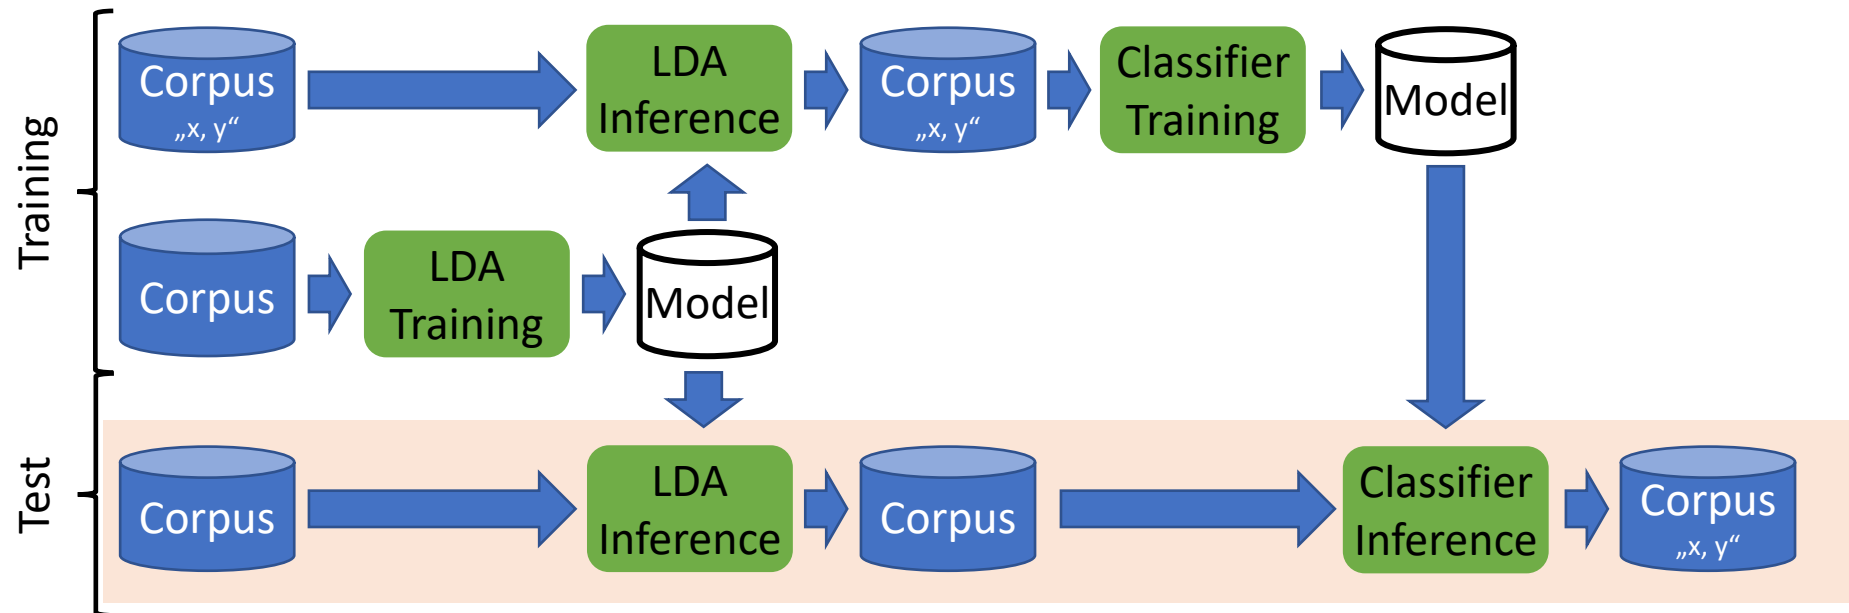 Training
Corpus
„x, y“
LDA
Inference
Corpus
„x, y“
Classifier
Training
Model
Corpus
LDA
Training
Model
Test
Corpus
LDA
Inference
Corpus
Classifier
Inference
Corpus
„x, y“